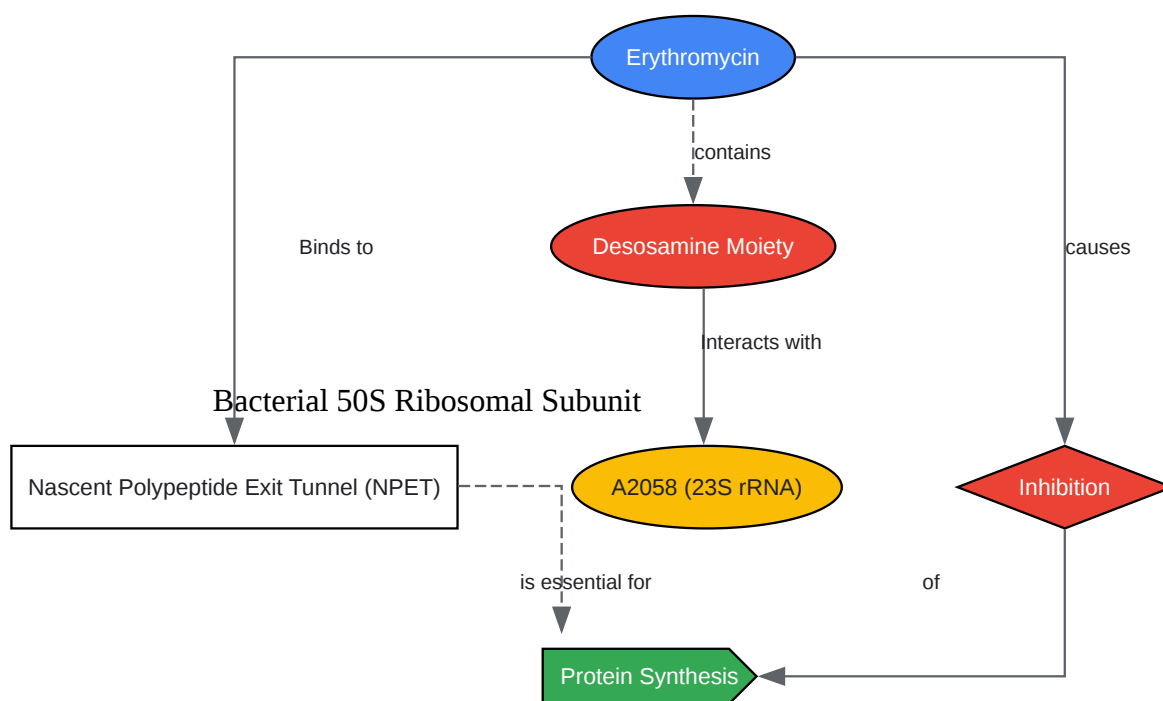 Erythromycin
contains
Binds to
Desosamine Moiety
causes
Interacts with
Bacterial 50S Ribosomal Subunit
Nascent Polypeptide Exit Tunnel (NPET)
A2058 (23S rRNA)
Inhibition
is essential for
of
Protein Synthesis